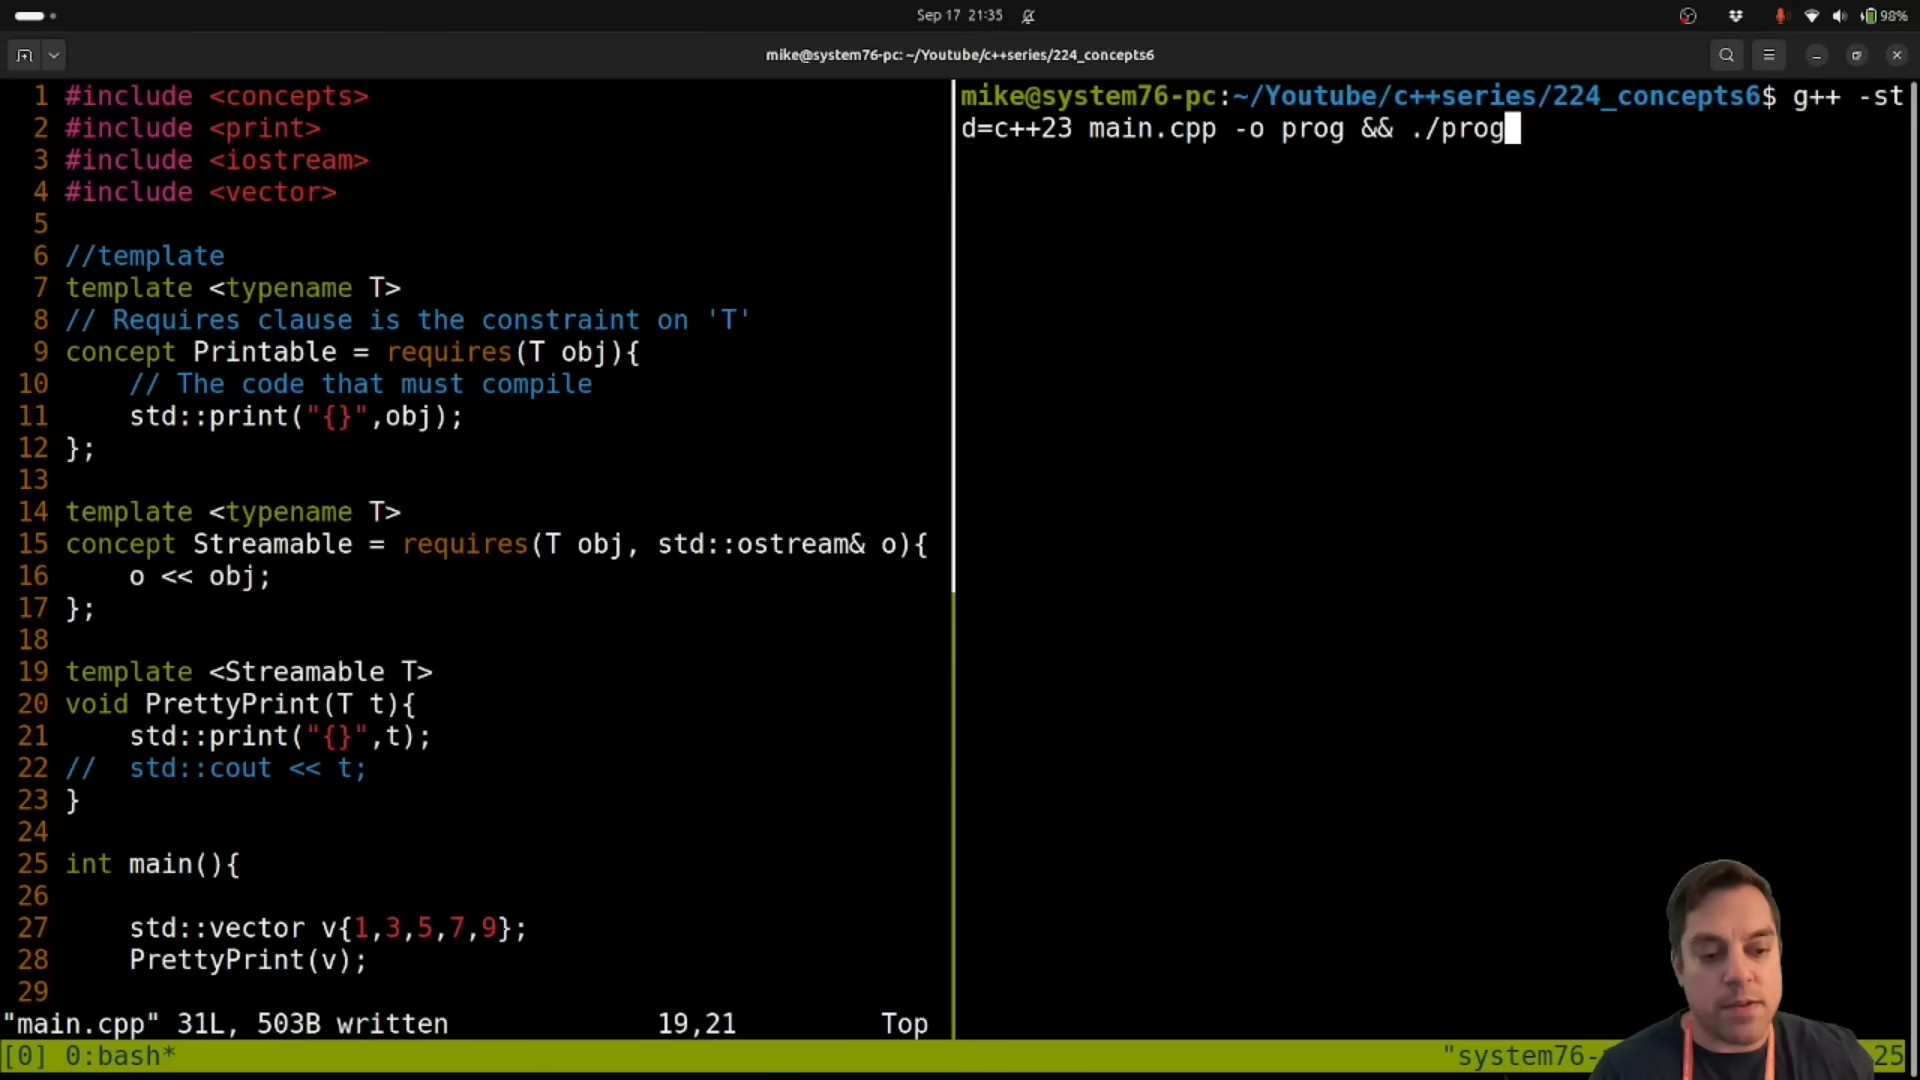 Sep 17 21:35
98%
mike@system76-pc: ~/Youtube/c++series/224_concepts6
1 #include <concepts>
2 #include <print>
3 #include <iostream>
4 #include <vector>
5
6 //template
7 template <typename T>
8 // Requires clause is the constraint on 'T'
9 concept Printable = requires(T obj){
10     // The code that must compile
11     std::print("{}",obj);
12 };
13
14 template <typename T>
15 concept Streamable = requires(T obj, std::ostream& o){
16     o << obj;
17 };
18
19 template <Streamable T>
20 void PrettyPrint(T t){
21     std::print("{}",t);
22 //  std::cout << t;
23 }
24
25 int main(){
26
27     std::vector v{1,3,5,7,9};
28     PrettyPrint(v);
29
"main.cpp" 31L, 503B written 19,21 Top
mike@system76-pc:~/Youtube/c++series/224_concepts6$ g++ -st
d=c++23 main.cpp -o prog && ./prog
[0] 0:bash* "system76- 25